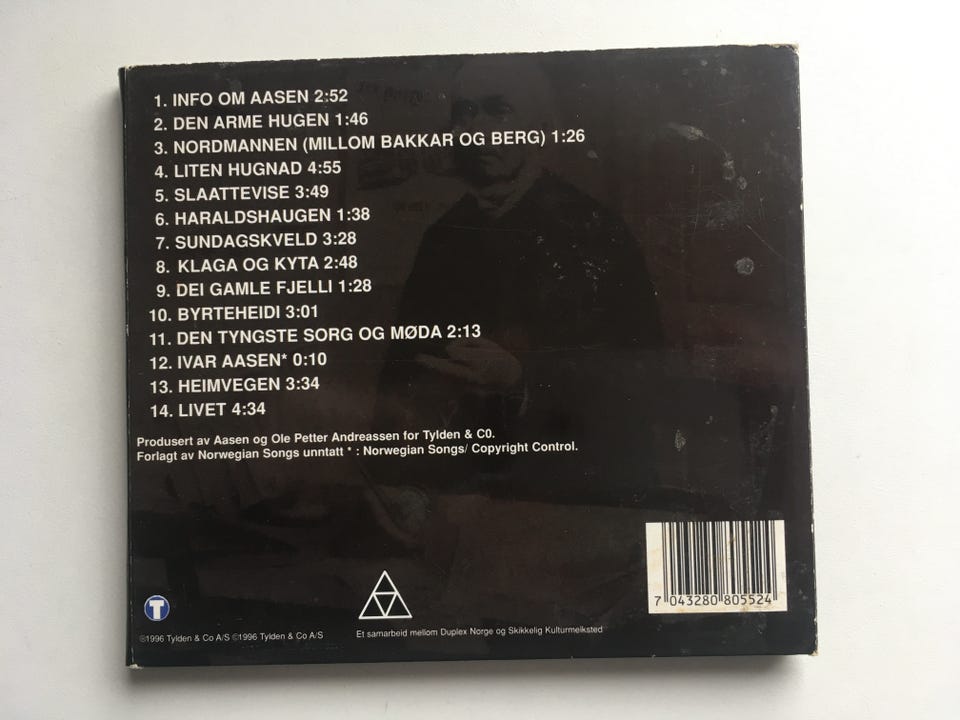 1. INFO OM AASEN 2:52
2. DEN ARME HUGEN 1:46
3. NORDMANNEN (MILLOM BAKKAR OG BERG) 1:26
4. LITEN HUGNAD 4:55
5. SLAATTEVISE 3:49
6. HARALDSHAUGEN 1:38
7. SUNDAGSKVELD 3:28
8. KLAGA OG KYTA 2:48
9. DEI GAMLE FJELLI 1:28
10. BYRTEHEIDI 3:01
11. DEN TYNGSTE SORG OG MØDA 2:13
12. IVAR AASEN* 0:10
13. HEIMVEGEN 3:34
14. LIVET 4:34
Produsert av Aasen og Ole Petter Andreassen for Tylden & C0.
Forlagt av Norwegian Songs unntatt * : Norwegian Songs/ Copyright Control.
7 043280 805524
T
℗1996 Tylden & Co A/S ©1996 Tylden & Co A/S
Et samarbeid mellom Duplex Norge og Skikkelig Kulturmeiksted